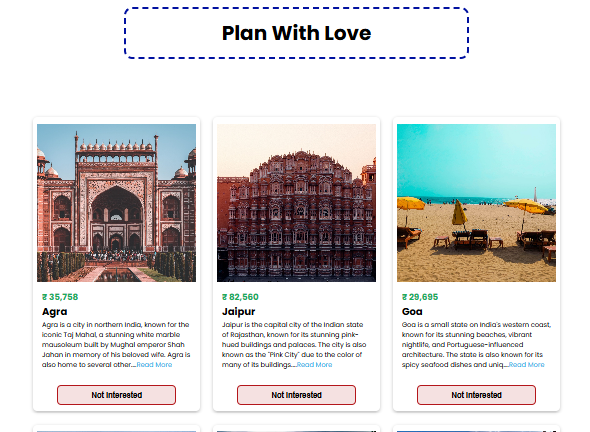 Plan With Love
₹ 35,758
Agra
Agra is a city in northern India, known for the
iconic Taj Mahal, a stunning white marble
mausoleum built by Mughal emperor Shah
Jahan in memory of his beloved wife. Agra is
also home to several other....Read More
Not Interested
₹ 82,560
Jaipur
Jaipur is the capital city of the Indian state
of Rajasthan, known for its stunning pink-
hued buildings and palaces. The city is also
known as the "Pink City" due to the color of
many of its buildings....Read More
Not Interested
₹ 29,695
Goa
Goa is a small state on India's western coast,
known for its stunning beaches, vibrant
nightlife, and Portuguese-influenced
architecture. The state is also known for its
spicy seafood dishes and uniq....Read More
Not Interested